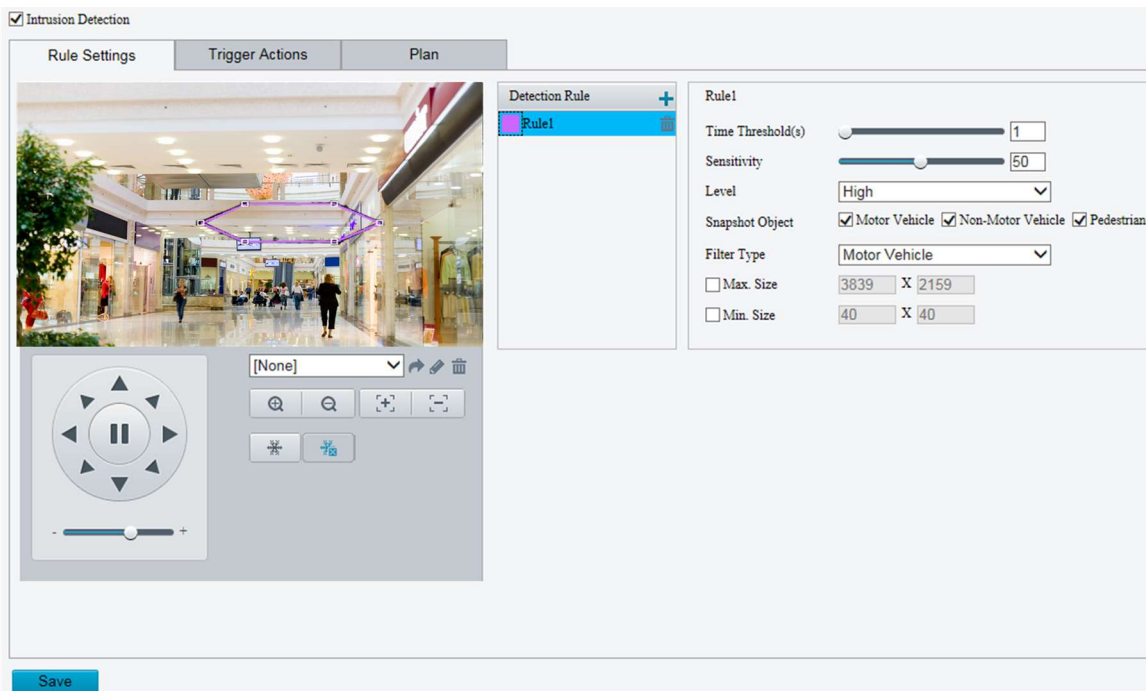 Intrusion Detection
Rule Settings Trigger Actions Plan
Detection Rule +
Rule1
Rule1
Time Threshold(s) 1
Sensitivity 50
Level High
Snapshot Object Motor Vehicle Non-Motor Vehicle Pedestrian
Filter Type Motor Vehicle
Max. Size 3839 X 2159
Min. Size 40 X 40
[None]
- +
Save